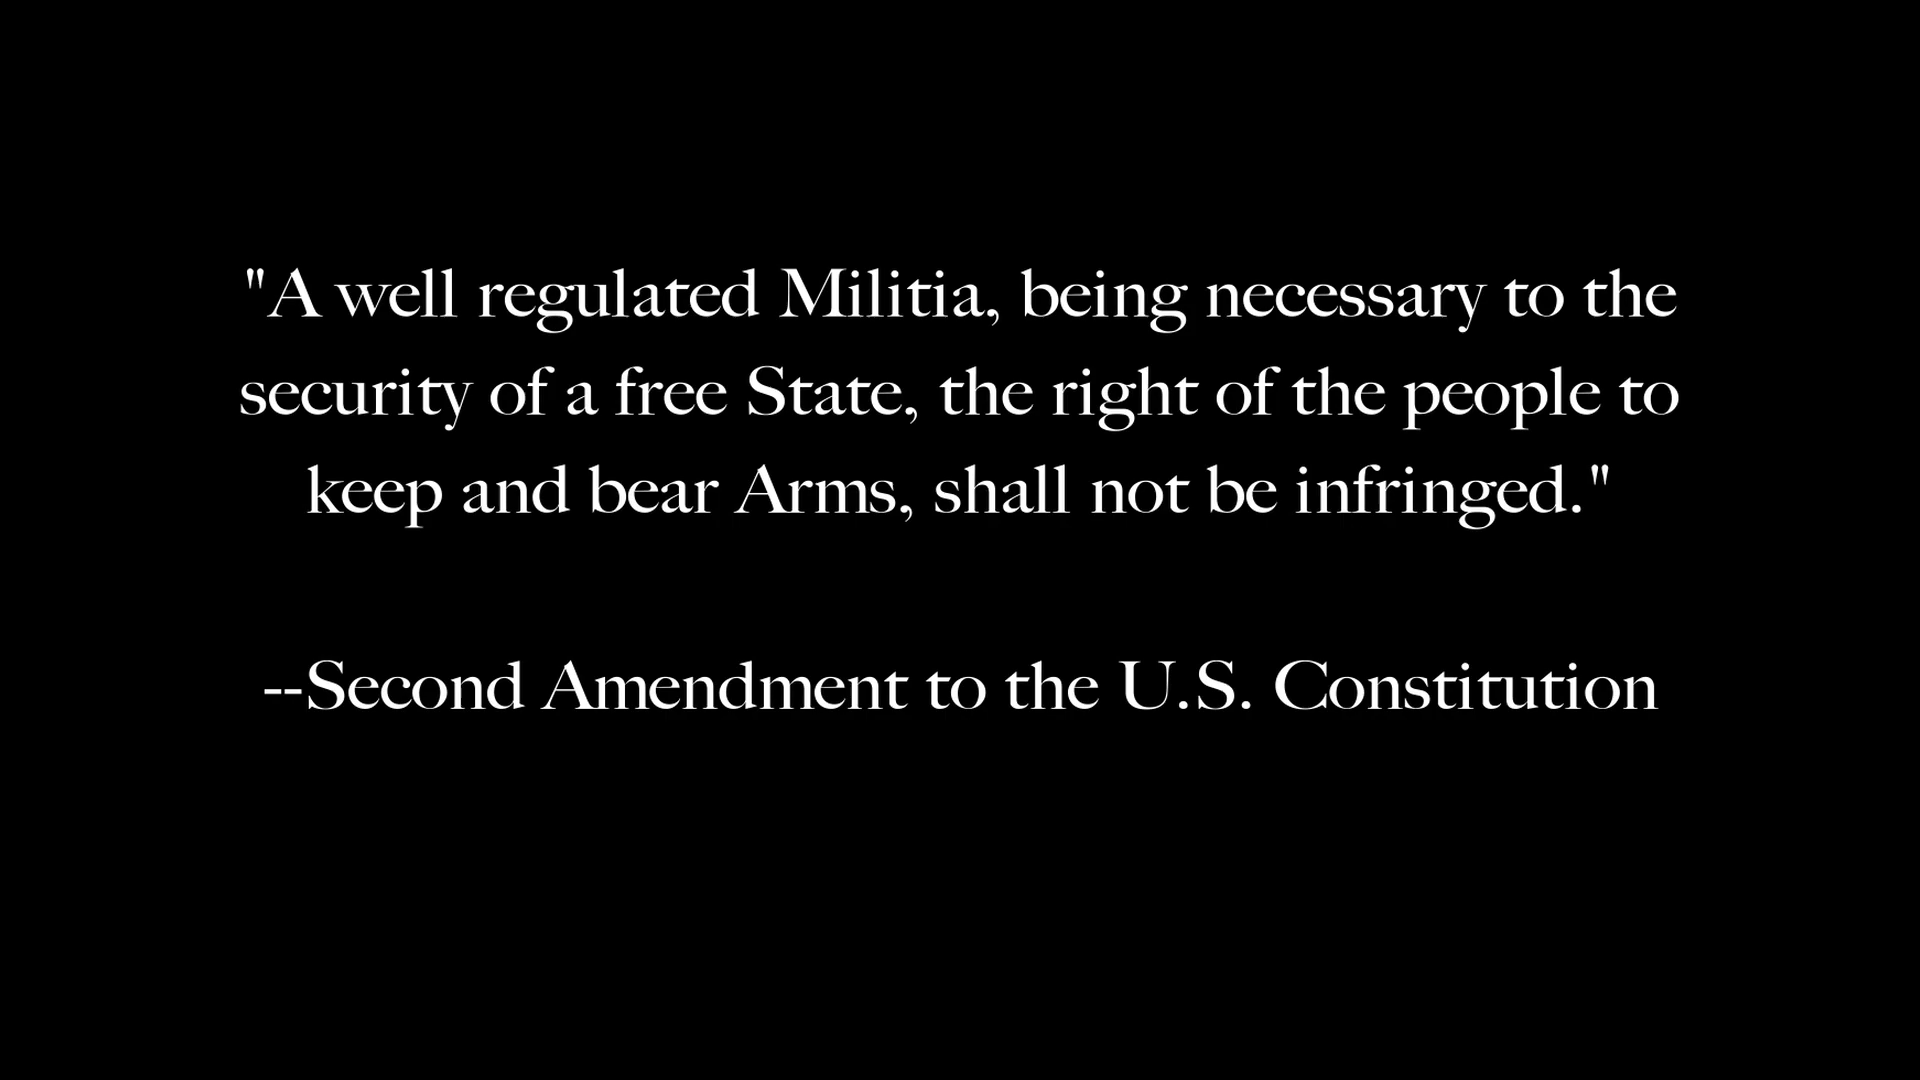 "A well regulated Militia, being necessary to the
security of a free State, the right of the people to
keep and bear Arms, shall not be infringed."
--Second Amendment to the U.S. Constitution